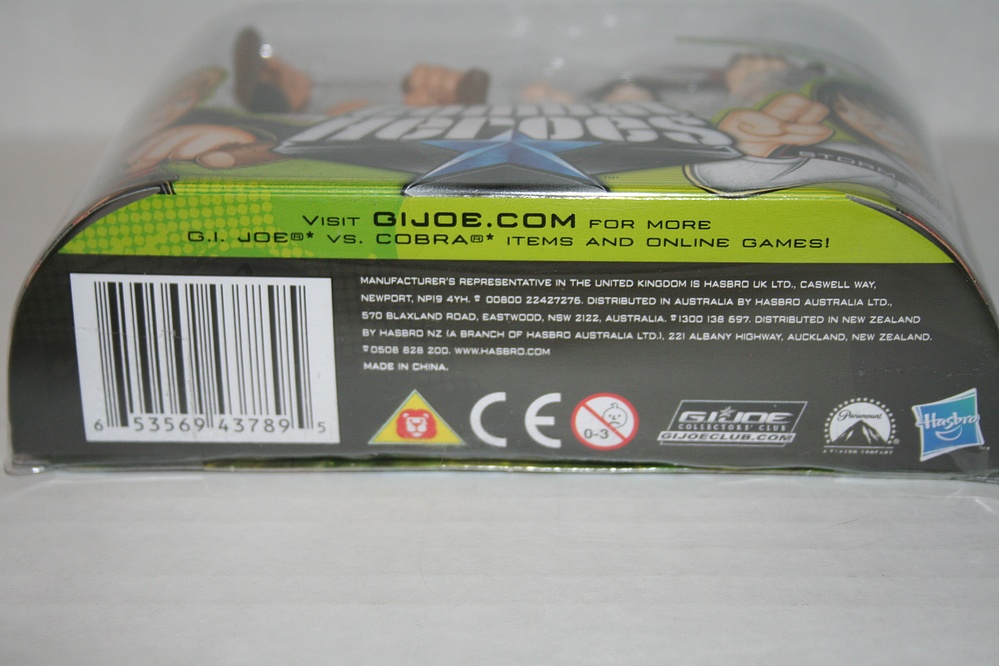 Heroes
VISIT GIJOE.COM FOR MORE
G.I. JOE®* VS. COBRA®* ITEMS AND ONLINE GAMES!
MANUFACTURER'S REPRESENTATIVE IN THE UNITED KINGDOM IS HASBRO UK LTD., CASWELL WAY,
NEWPORT, NP19 4YH. ☎ 00800 22427276. DISTRIBUTED IN AUSTRALIA BY HASBRO AUSTRALIA LTD.,
570 BLAXLAND ROAD, EASTWOOD, NSW 2122, AUSTRALIA. ☎ 1300 138 697. DISTRIBUTED IN NEW ZEALAND
BY HASBRO NZ (A BRANCH OF HASBRO AUSTRALIA LTD.), 221 ALBANY HIGHWAY, AUCKLAND, NEW ZEALAND.
☎ 0508 828 200. WWW.HASBRO.COM
MADE IN CHINA.
6 53569 43789 5
CE
0-3
G.I. JOE
COLLECTORS' CLUB
GIJOECLUB.COM
Paramount
A VIACOM COMPANY
Hasbro